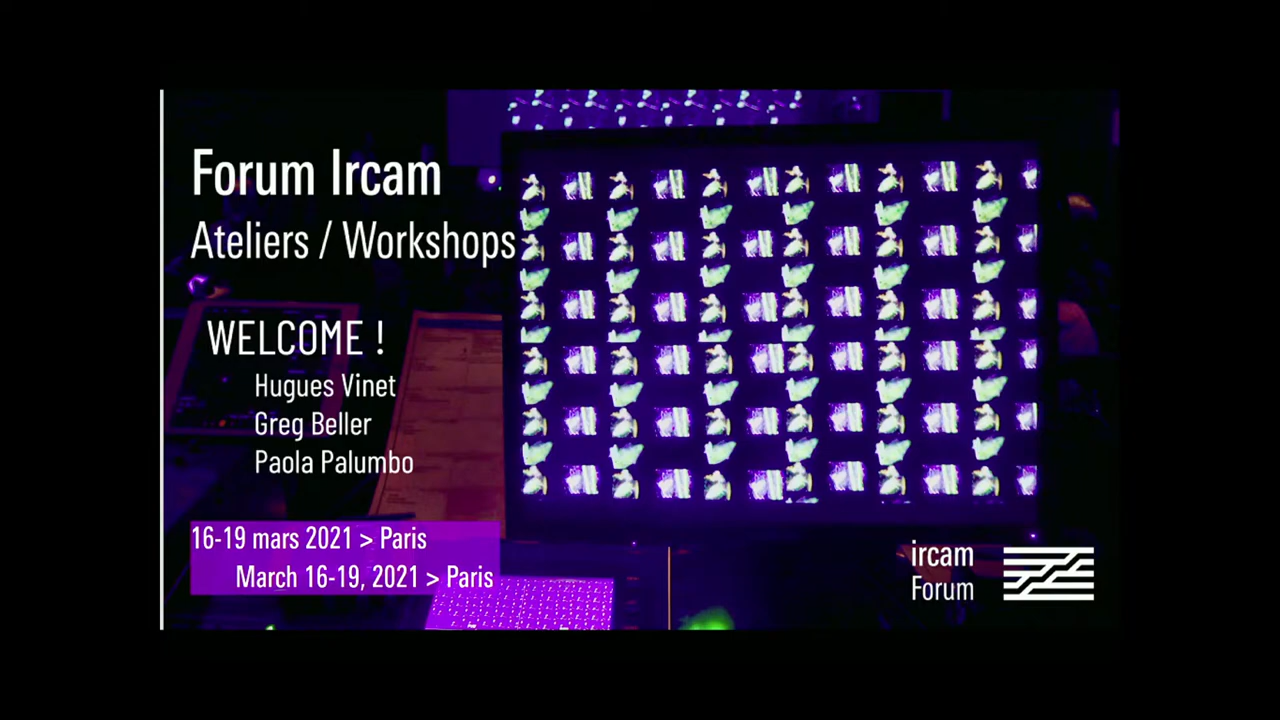 Forum Ircam
Ateliers / Workshops
WELCOME !
Hugues Vinet
Greg Beller
Paola Palumbo
16-19 mars 2021 > Paris
March 16-19, 2021 > Paris
ircam
Forum